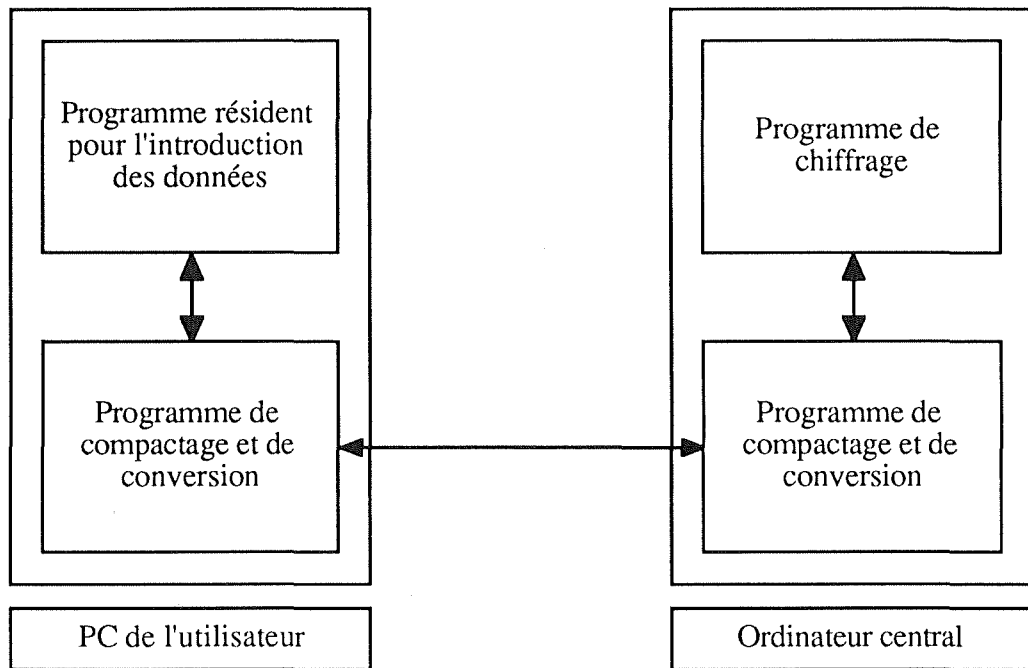 Programme résident
pour l'introduction
des données
Programme de
compactage et de
conversion
PC de l'utilisateur
Programme de
chiffrage
Programme de
compactage et de
conversion
Ordinateur central